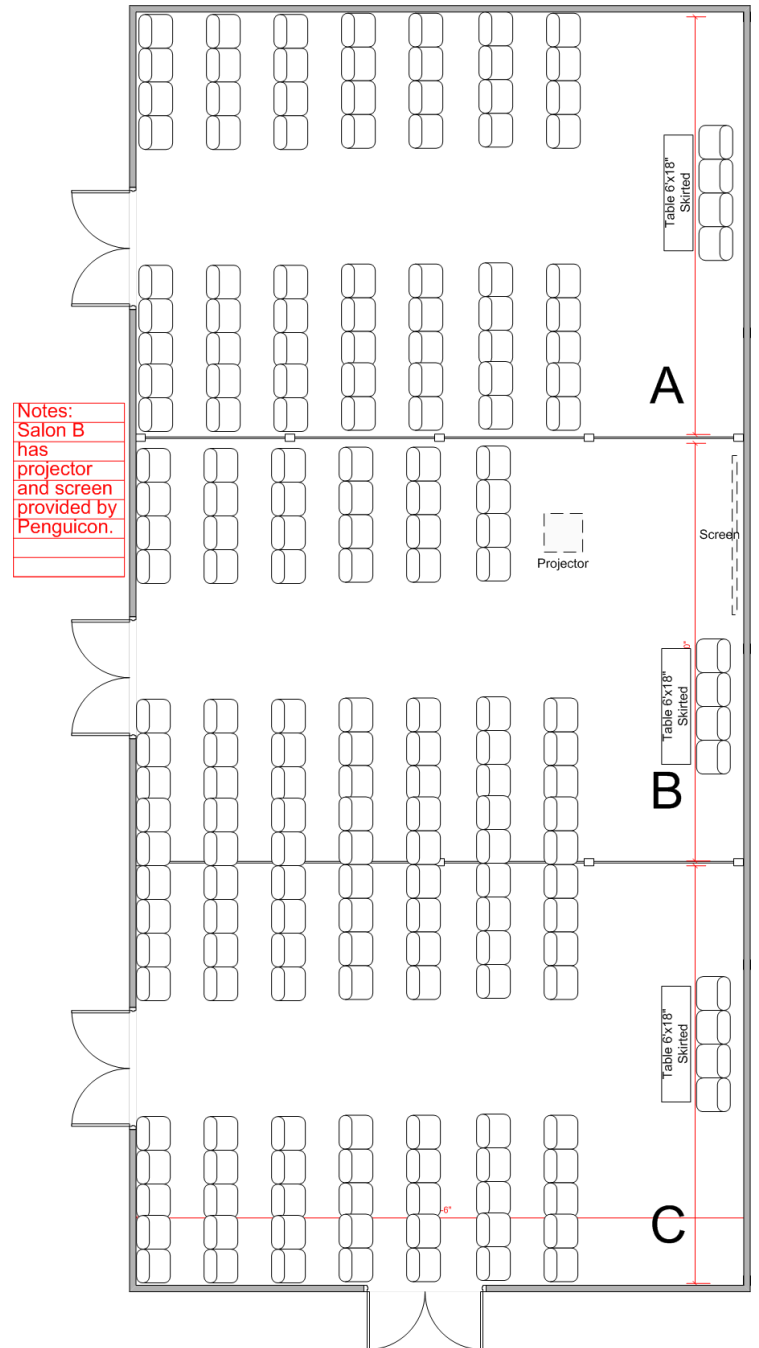 Table 6'x18"
Skirted
A
Notes:
Salon B
has
projector
and screen
provided by
Penguicon.
Projector
Screen
Table 6'x18"
Skirted
B
Table 6'x18"
Skirted
-6"
C